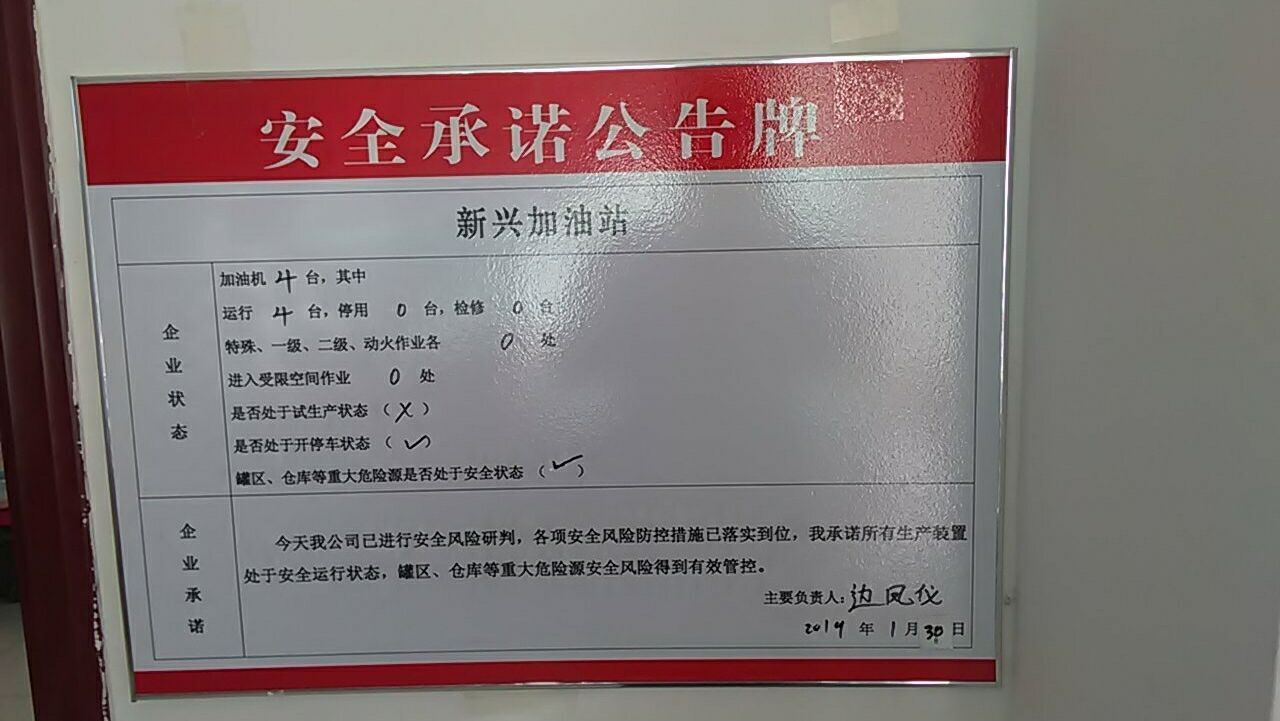 安全承诺公告牌
新兴加油站
企业状态
加油机 4 台，其中
运行 4 台，停用 0 台，检修 0 台
特殊、一级、二级、动火作业各 0 处
进入受限空间作业 0 处
是否处于试生产状态（✗）
是否处于开停车状态（✓）
罐区、仓库等重大危险源是否处于安全状态（✓）
企业承诺
今天我公司已进行安全风险研判，各项安全风险防控措施已落实到位，我承诺所有生产装置
处于安全运行状态，罐区、仓库等重大危险源安全风险得到有效管控。
主要负责人：边凤仪
2019 年 1 月 30 日